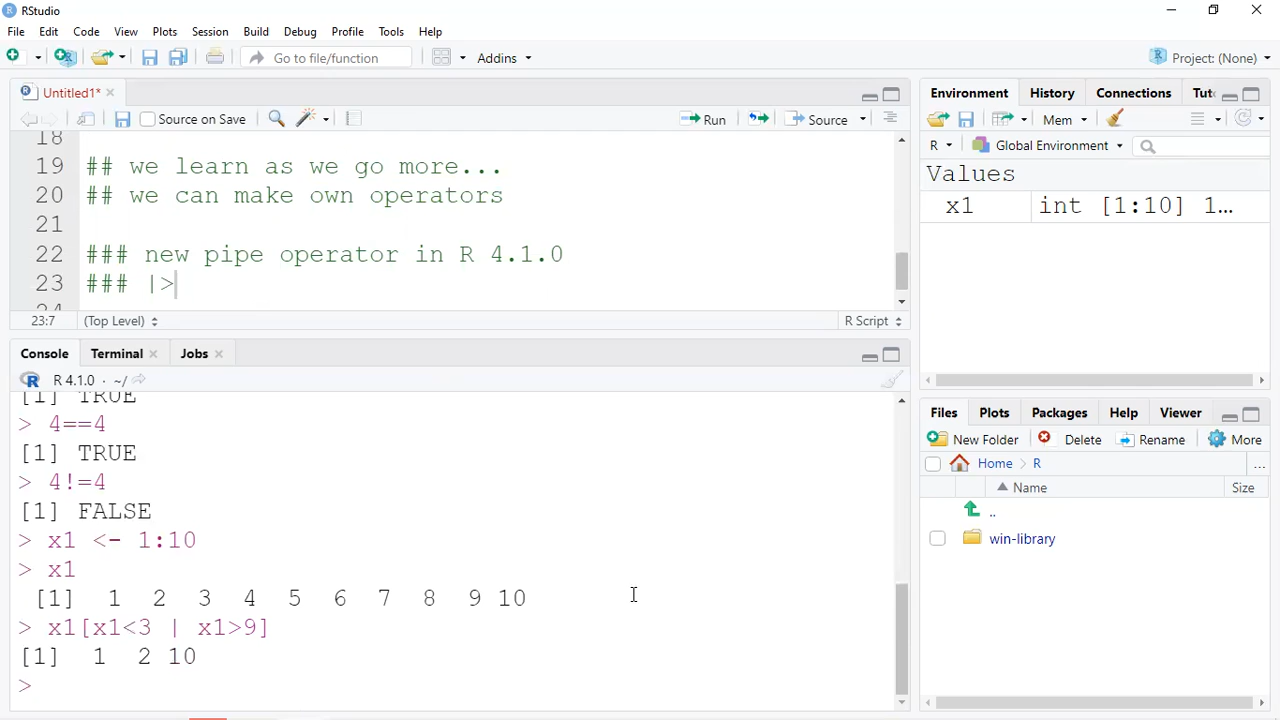 RStudio
File Edit Code View Plots Session Build Debug Profile Tools Help
Go to file/function
Addins
Project: (None)
Untitled1*
Source on Save
Run
Source
18
19 ## we learn as we go more...
20 ## we can make own operators
21
22 ### new pipe operator in R 4.1.0
23 ### |>
24
23:7 (Top Level) R Script
Console Terminal Jobs
R 4.1.0 · ~/
[1] TRUE
> 4==4
[1] TRUE
> 4!=4
[1] FALSE
> x1 <- 1:10
> x1
[1] 1 2 3 4 5 6 7 8 9 10
> x1[x1<3 | x1>9]
[1] 1 2 10
>
Environment History Connections Tuto
Mem
R Global Environment
Values
x1 int [1:10] 1…
Files Plots Packages Help Viewer
New Folder Delete Rename More
Home R …
Name Size
..
win-library